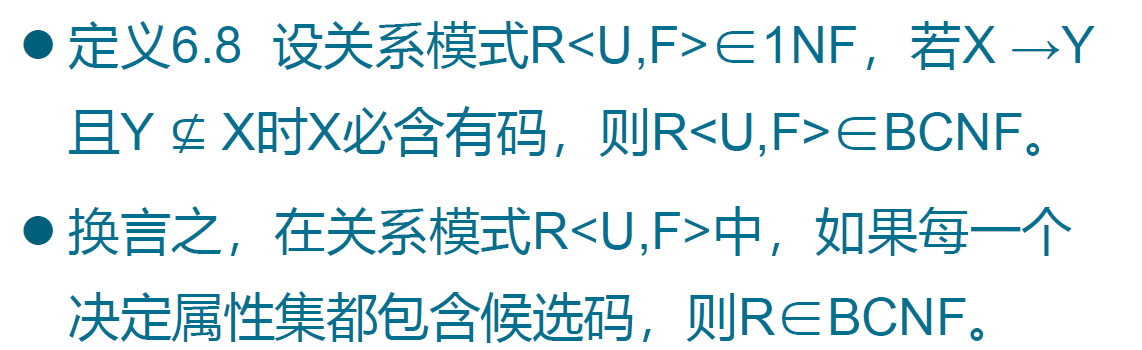 ● 定义6.8 设关系模式R<U,F>∈1NF，若X →Y
且Y ⊈ X时X必含有码，则R<U,F>∈BCNF。
● 换言之，在关系模式R<U,F>中，如果每一个
决定属性集都包含候选码，则R∈BCNF。